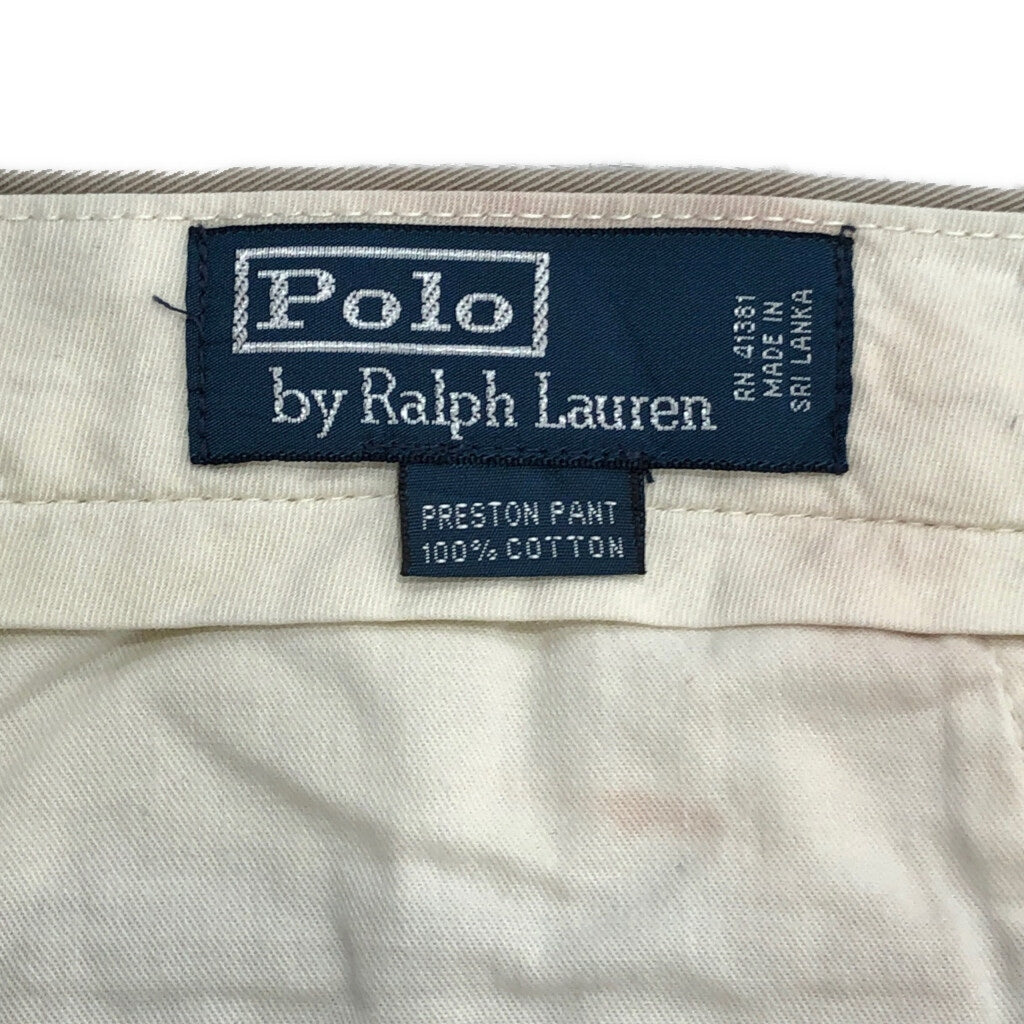 Polo
by Ralph Lauren
RN 41381
MADE IN
SRI LANKA
PRESTON PANT
100% COTTON